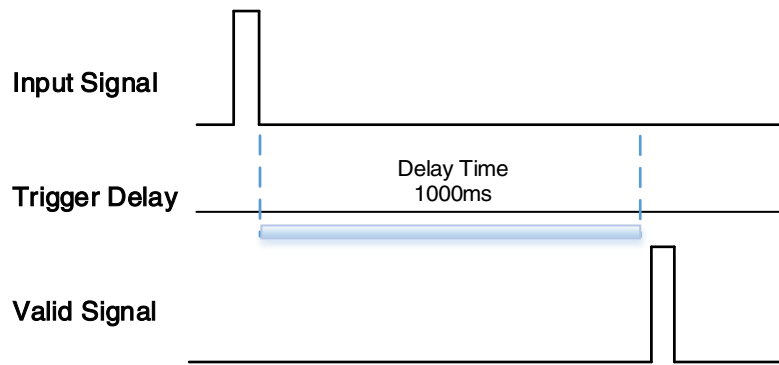 Input Signal
Delay Time
1000ms
Trigger Delay
Valid Signal